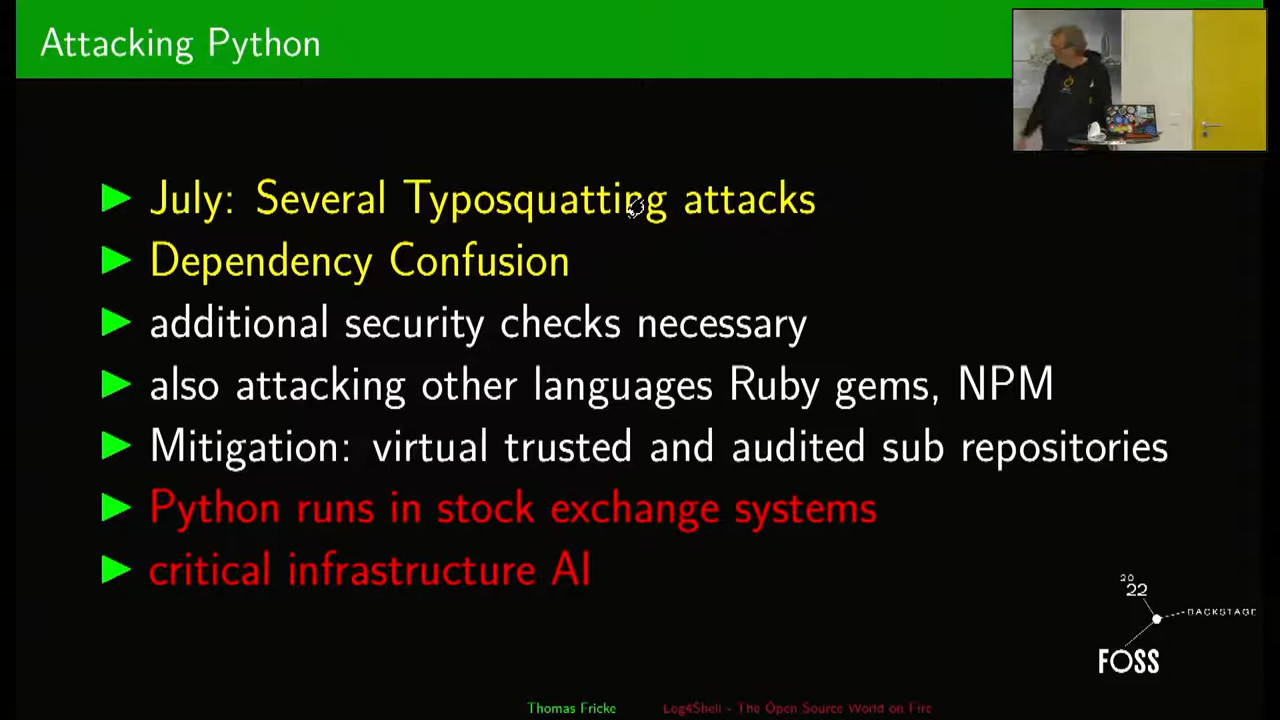 Attacking Python
July: Several Typosquatting attacks
Dependency Confusion
additional security checks necessary
also attacking other languages Ruby gems, NPM
Mitigation: virtual trusted and audited sub repositories
Python runs in stock exchange systems
critical infrastructure AI
20
22
BACKSTAGE
FOSS
Thomas Fricke Log4Shell - The Open Source World on Fire